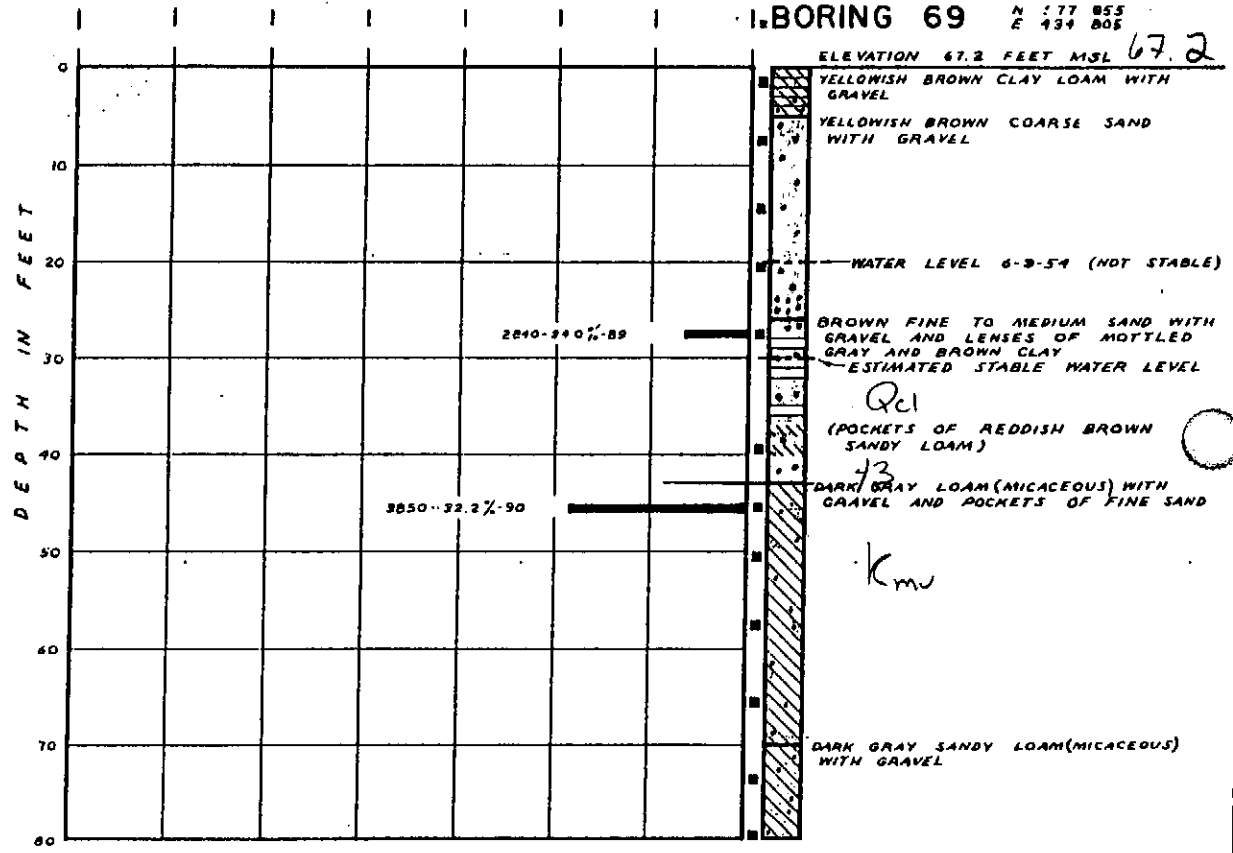 BORING 69
N 177 855
E 434 805
ELEVATION 67.2 FEET MSL 67.2
YELLOWISH BROWN CLAY LOAM WITH
GRAVEL
YELLOWISH BROWN COARSE SAND
WITH GRAVEL
WATER LEVEL 6-9-54 (NOT STABLE)
BROWN FINE TO MEDIUM SAND WITH
GRAVEL AND LENSES OF MOTTLED
GRAY AND BROWN CLAY
ESTIMATED STABLE WATER LEVEL
Qcl
(POCKETS OF REDDISH BROWN
SANDY LOAM)
43
DARK GRAY LOAM (MICACEOUS) WITH
GRAVEL AND POCKETS OF FINE SAND
Kmv
DARK GRAY SANDY LOAM (MICACEOUS)
WITH GRAVEL
DEPTH IN FEET
0
10
20
30
40
50
60
70
80
2840-24.0%-89
3850-32.2%-90